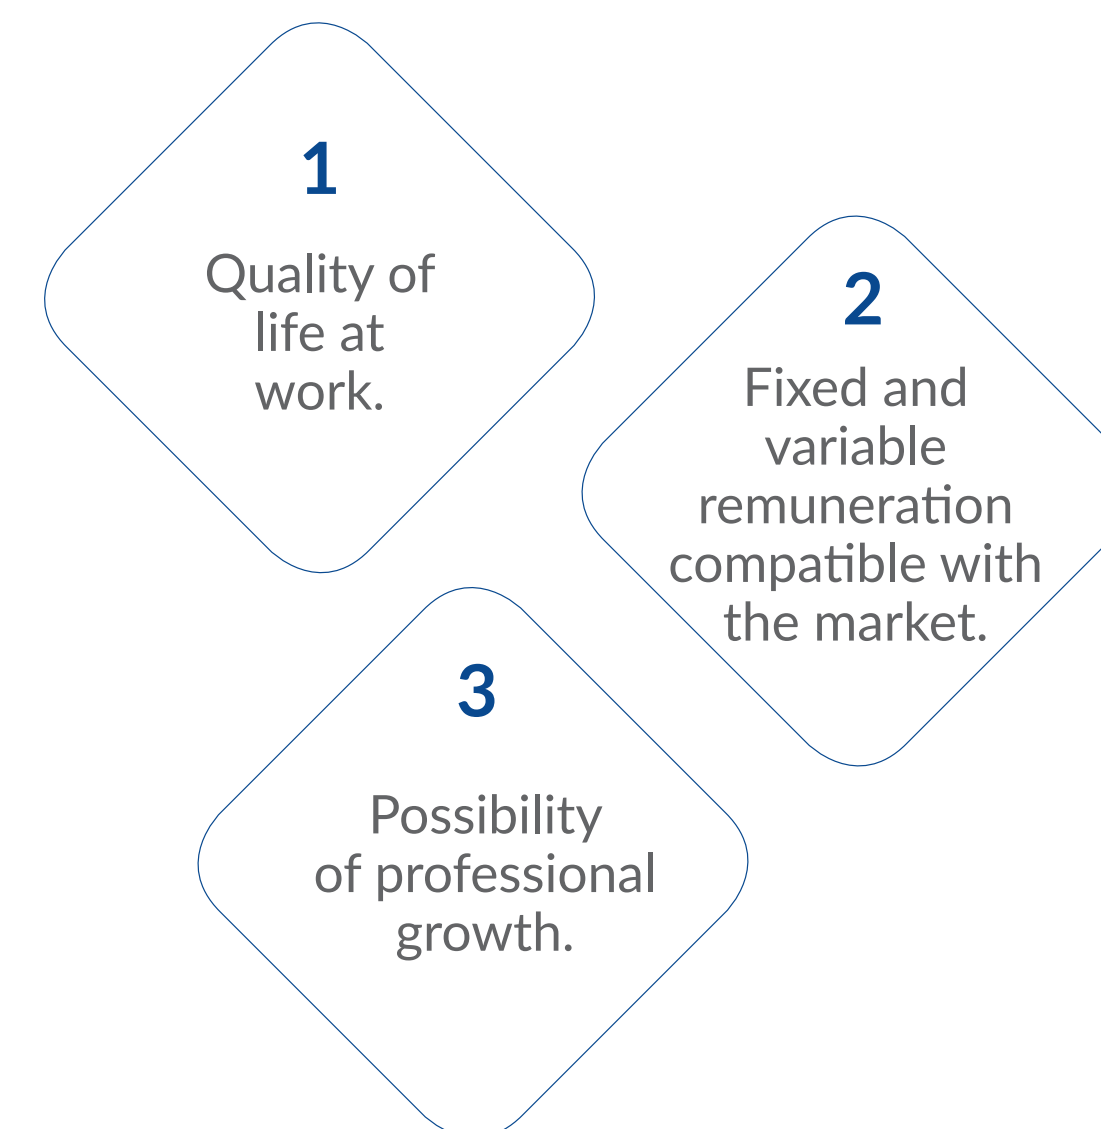 1
Quality of
life at
work.
2
Fixed and
variable
remuneration
compatible with
the market.
3
Possibility
of professional
growth.